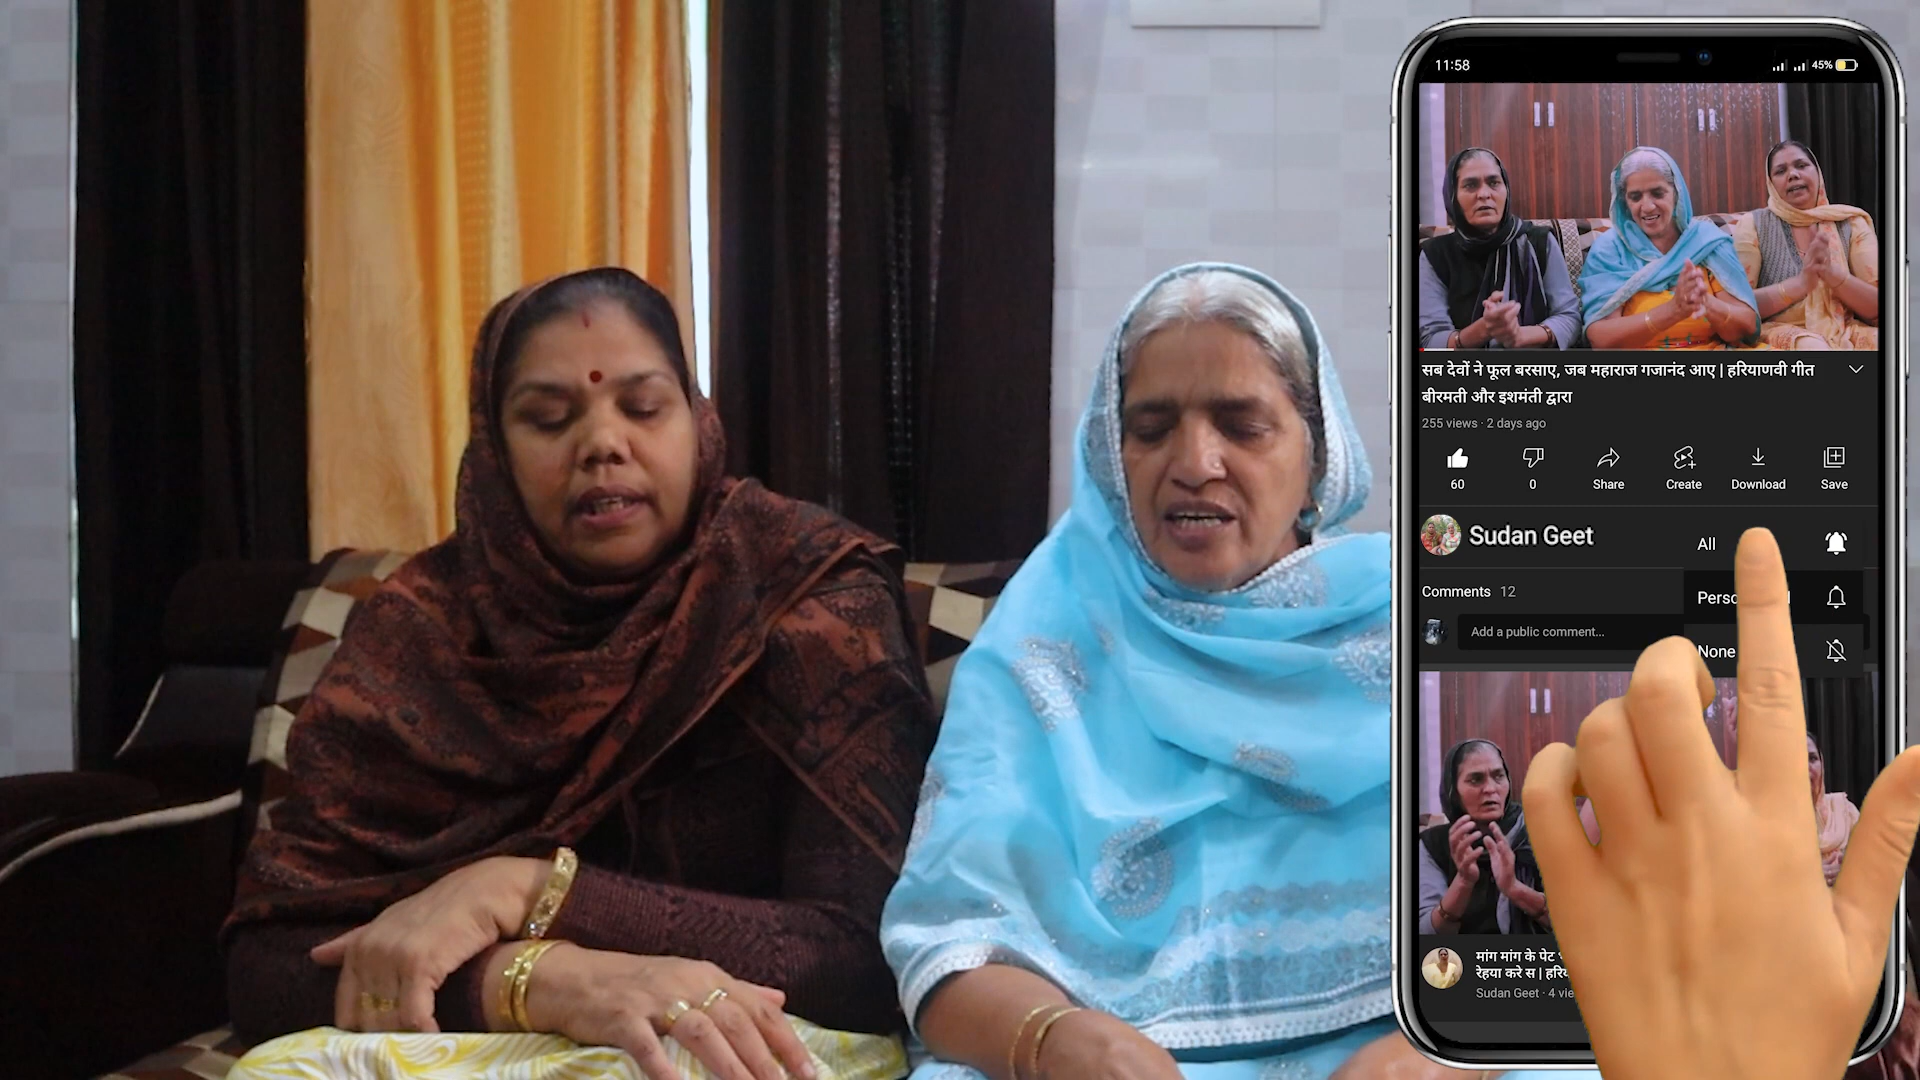 11:58
45%
सब देवों ने फूल बरसाए, जब महाराज गजानंद आए | हरियाणवी गीत
बीरमती और इशमंती द्वारा
255 views · 2 days ago
60
0
Share
Create
Download
Save
Sudan Geet
All
Comments 12
Add a public comment...
None
मांग मांग के पेट
रेहया करे स |
Sudan Geet · 4